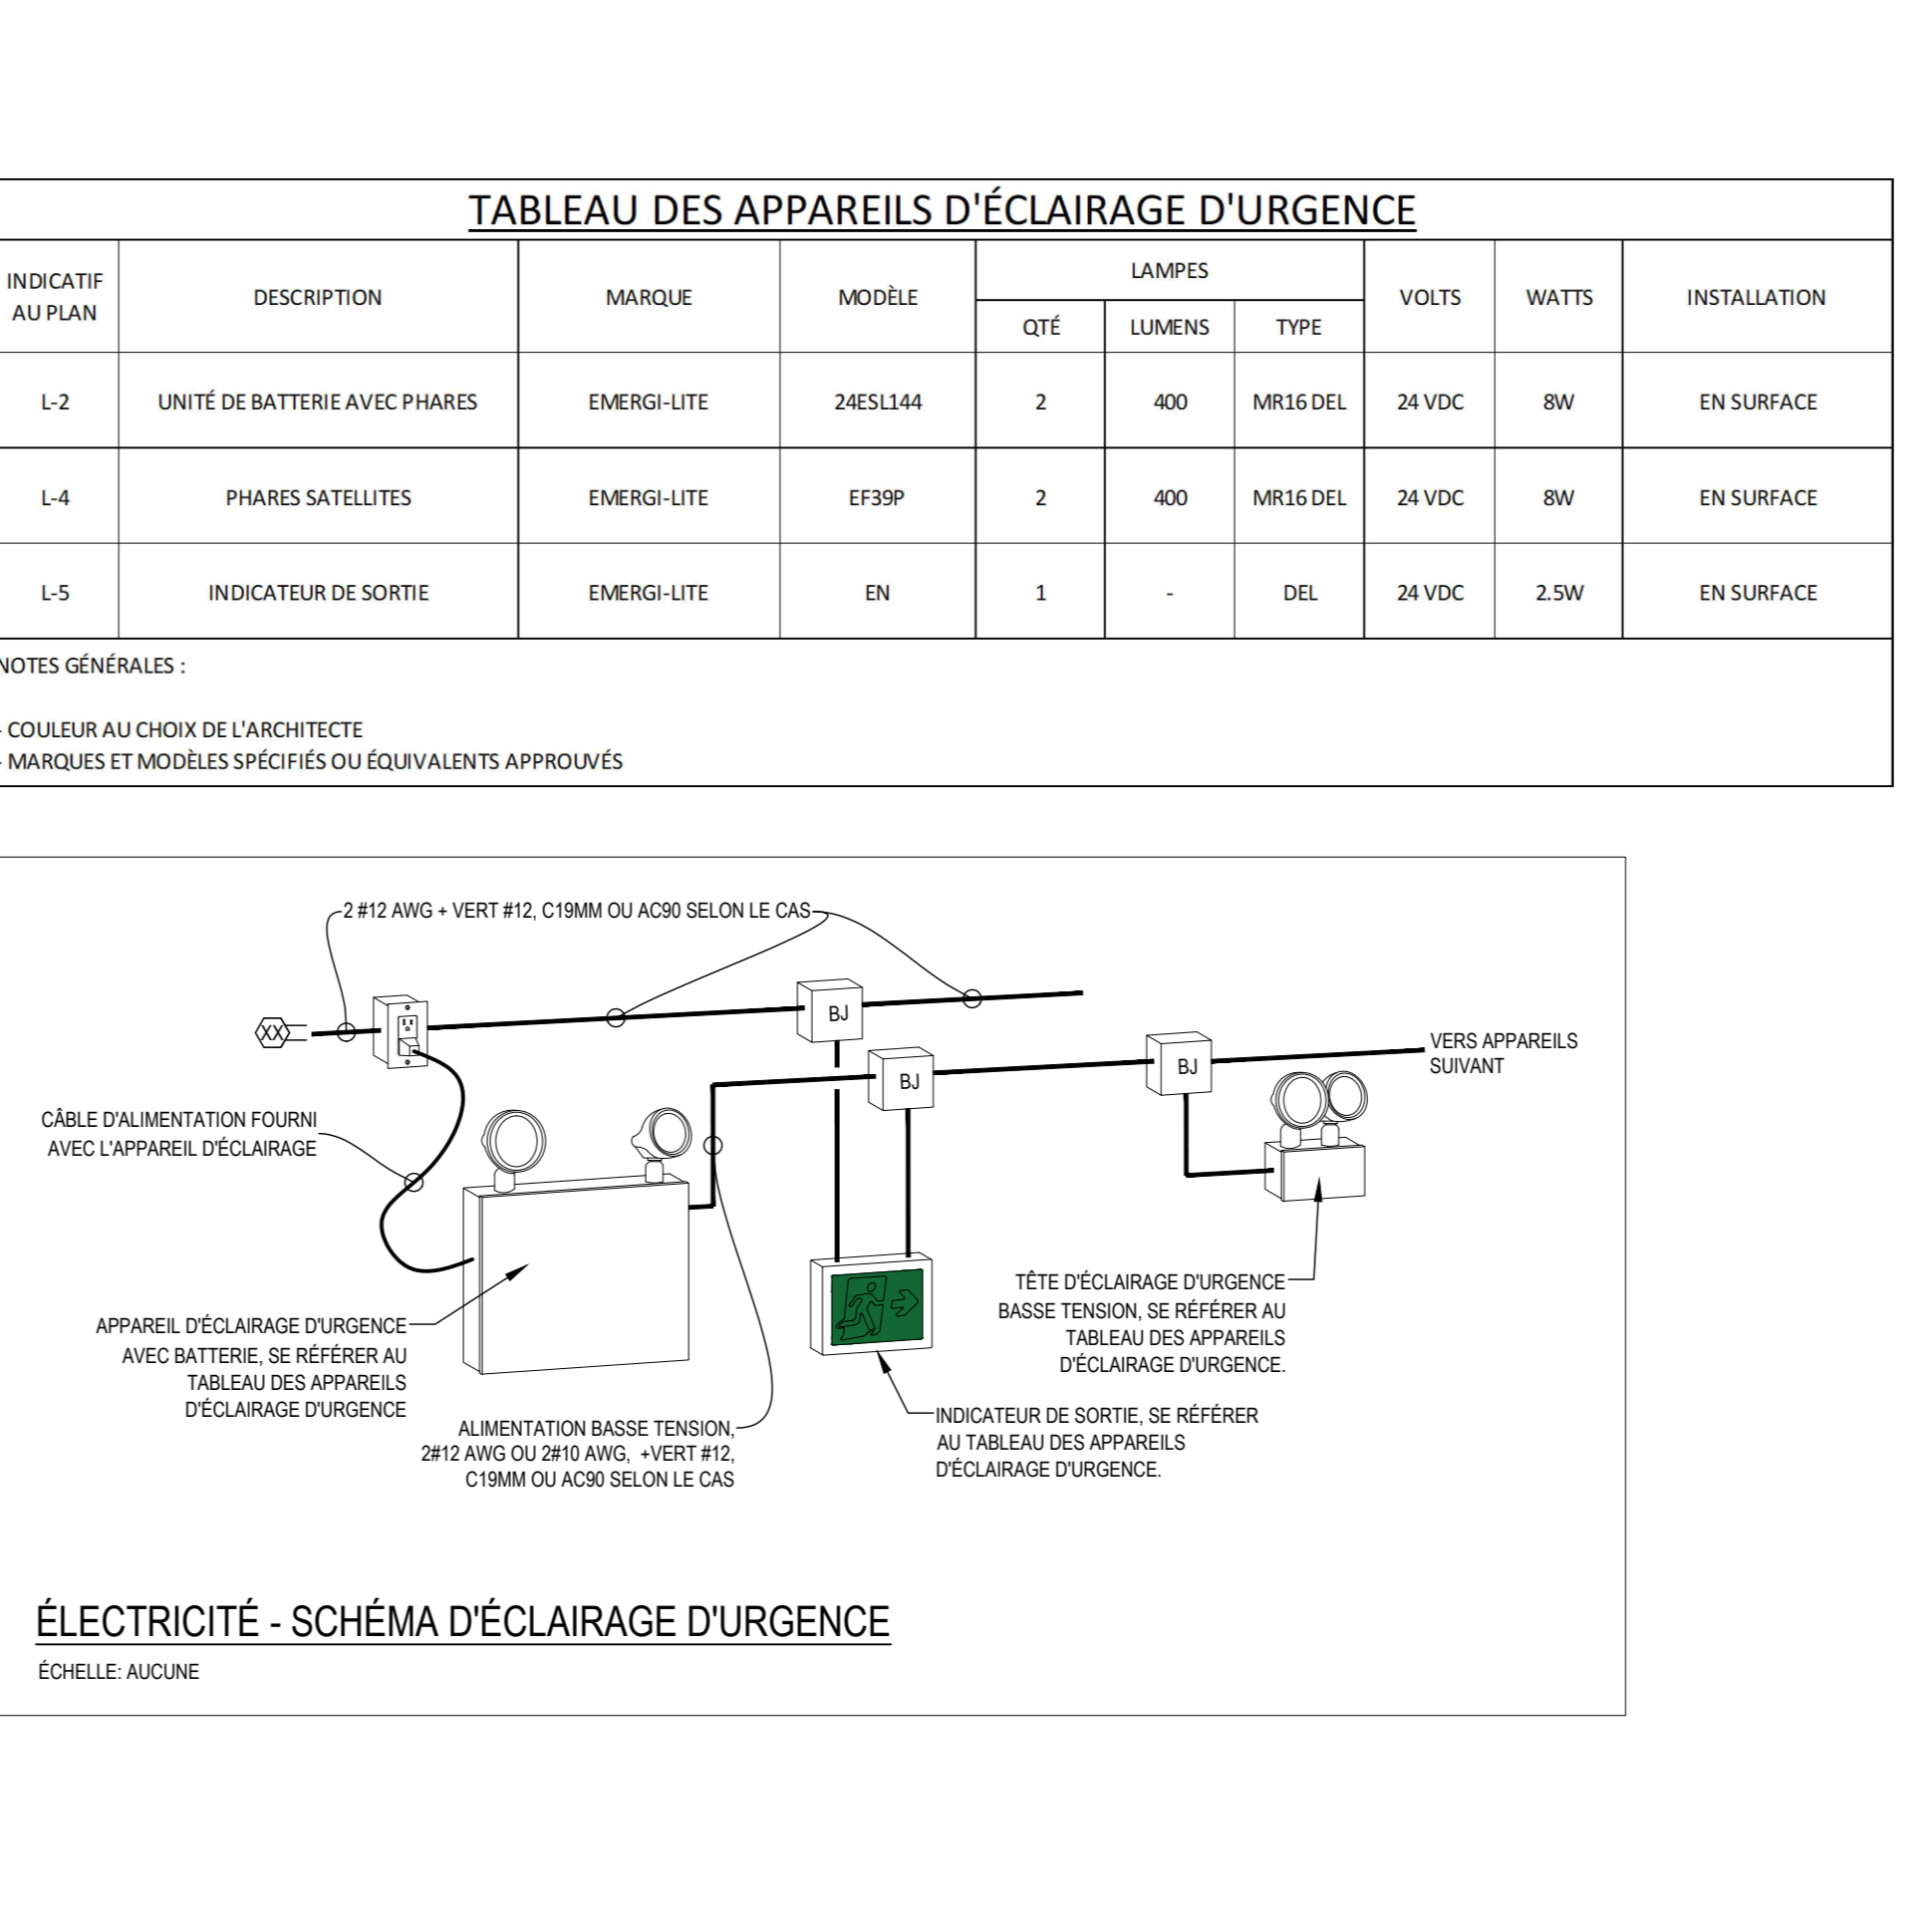 TABLEAU DES APPAREILS D'ÉCLAIRAGE D'URGENCE
INDICATIF AU PLAN DESCRIPTION MARQUE MODÈLE LAMPES VOLTS WATTS INSTALLATION
QTÉ LUMENS TYPE
L-2 UNITÉ DE BATTERIE AVEC PHARES EMERGI-LITE 24ESL144 2 400 MR16 DEL 24 VDC 8W EN SURFACE
L-4 PHARES SATELLITES EMERGI-LITE EF39P 2 400 MR16 DEL 24 VDC 8W EN SURFACE
L-5 INDICATEUR DE SORTIE EMERGI-LITE EN 1 - DEL 24 VDC 2.5W EN SURFACE
NOTES GÉNÉRALES :
- COULEUR AU CHOIX DE L'ARCHITECTE
- MARQUES ET MODÈLES SPÉCIFIÉS OU ÉQUIVALENTS APPROUVÉS
2 #12 AWG + VERT #12, C19MM OU AC90 SELON LE CAS
XX
BJ
BJ
BJ
VERS APPAREILS
SUIVANT
CÂBLE D'ALIMENTATION FOURNI
AVEC L'APPAREIL D'ÉCLAIRAGE
APPAREIL D'ÉCLAIRAGE D'URGENCE
AVEC BATTERIE, SE RÉFÉRER AU
TABLEAU DES APPAREILS
D'ÉCLAIRAGE D'URGENCE
ALIMENTATION BASSE TENSION,
2#12 AWG OU 2#10 AWG, +VERT #12,
C19MM OU AC90 SELON LE CAS
TÊTE D'ÉCLAIRAGE D'URGENCE
BASSE TENSION, SE RÉFÉRER AU
TABLEAU DES APPAREILS
D'ÉCLAIRAGE D'URGENCE.
INDICATEUR DE SORTIE, SE RÉFÉRER
AU TABLEAU DES APPAREILS
D'ÉCLAIRAGE D'URGENCE.
ÉLECTRICITÉ - SCHÉMA D'ÉCLAIRAGE D'URGENCE
ÉCHELLE: AUCUNE